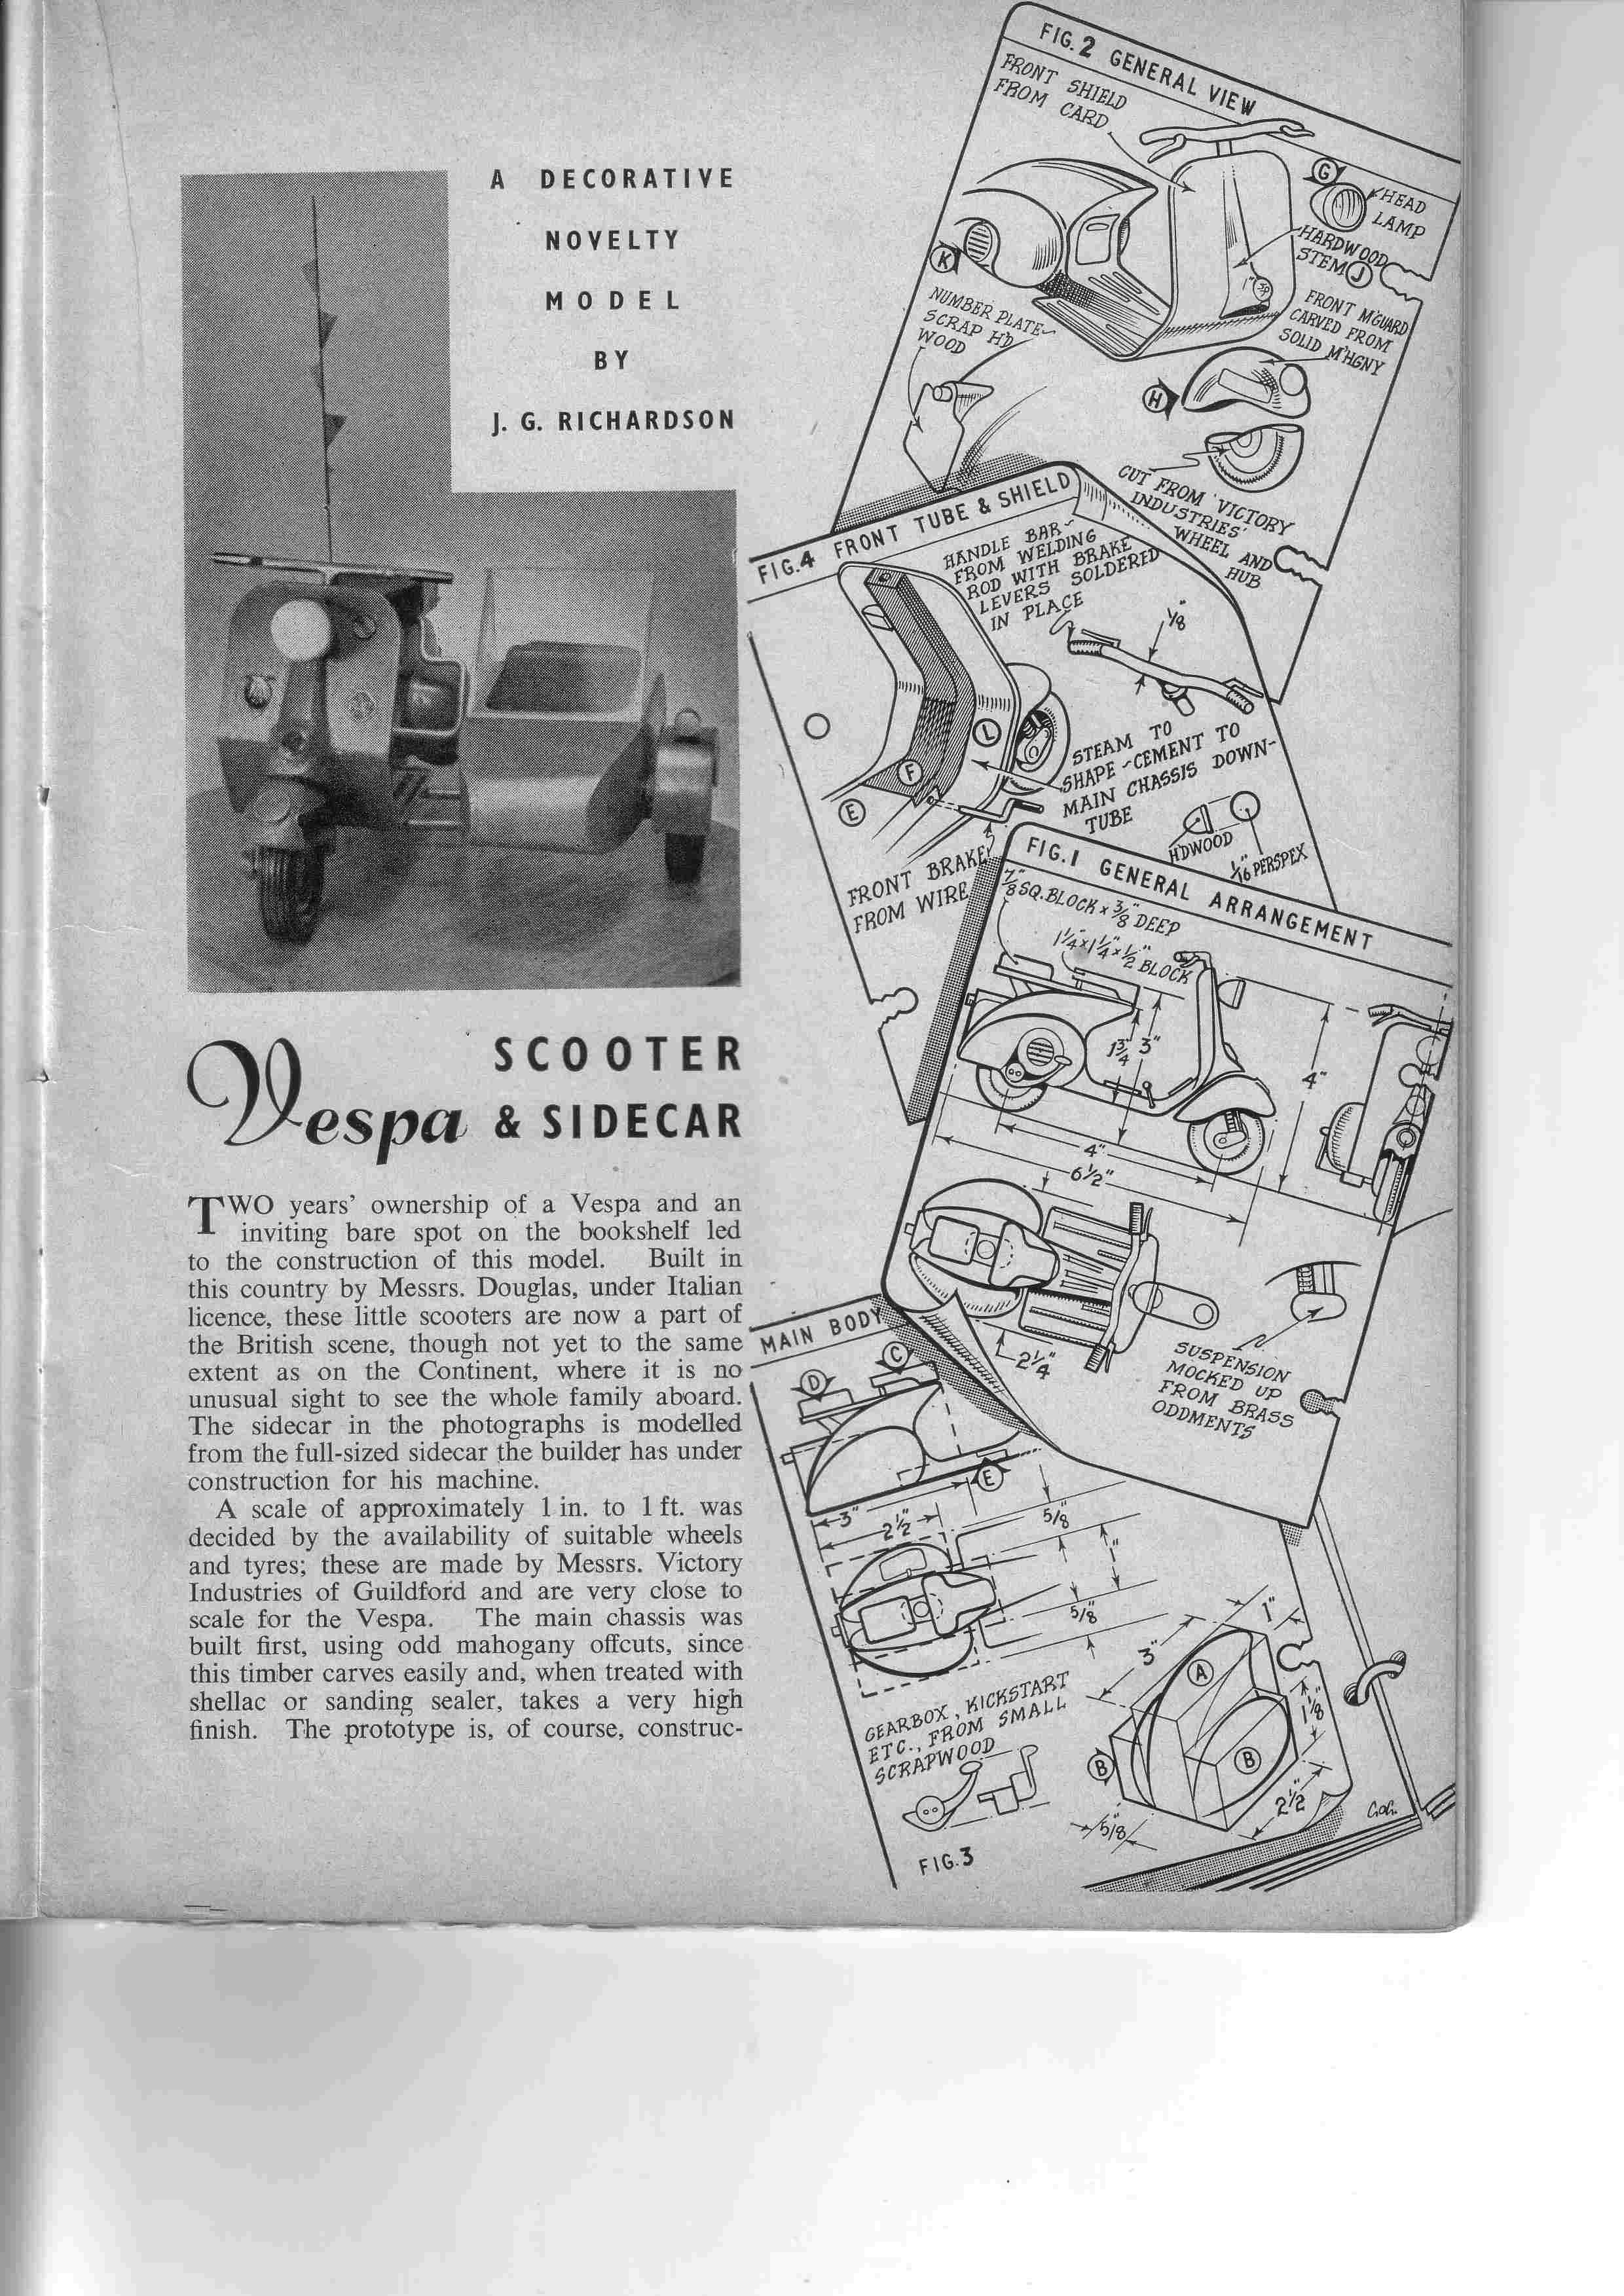 A DECORATIVE
NOVELTY
MODEL
BY
J. G. RICHARDSON
Vespa SCOOTER
& SIDECAR
TWO years’ ownership of a Vespa and an
inviting bare spot on the bookshelf led
to the construction of this model. Built in
this country by Messrs. Douglas, under Italian
licence, these little scooters are now a part of
the British scene, though not yet to the same
extent as on the Continent, where it is no
unusual sight to see the whole family aboard.
The sidecar in the photographs is modelled
from the full-sized sidecar the builder has under
construction for his machine.
A scale of approximately 1 in. to 1 ft. was
decided by the availability of suitable wheels
and tyres; these are made by Messrs. Victory
Industries of Guildford and are very close to
scale for the Vespa. The main chassis was
built first, using odd mahogany offcuts, since
this timber carves easily and, when treated with
shellac or sanding sealer, takes a very high
finish. The prototype is, of course, construc-
FIG. 2 GENERAL VIEW
FRONT SHIELD
FROM CARD
G
HEAD
LAMP
HARDWOOD
STEM J
K
1"
NUMBER PLATE~
SCRAP H'D
WOOD
FRONT M'GUARD
CARVED FROM
SOLID M'HGNY
H
CUT FROM 'VICTORY
INDUSTRIES'
WHEEL AND
HUB
FIG. 4 FRONT TUBE & SHIELD
HANDLE BAR~
FROM WELDING
ROD WITH BRAKE
LEVERS SOLDERED
IN PLACE
1/8"
L
F
E
STEAM TO
SHAPE ~ CEMENT TO
MAIN CHASSIS DOWN-
TUBE
H'DWOOD
1/16" PERSPEX
FRONT BRAKE
FROM WIRE
FIG. 1 GENERAL ARRANGEMENT
7/8" SQ. BLOCK x 3/8" DEEP
1 1/4" x 1 1/4" x 1/2" BLOCK
1 3/4"
3"
4"
4"
6 1/2"
2 1/4"
SUSPENSION
MOCKED UP
FROM BRASS
ODDMENTS
MAIN BODY
D
C
E
3"
2 1/2"
5/8"
1"
5/8"
GEARBOX, KICKSTART
ETC., FROM SMALL
SCRAPWOOD
3"
1"
A
1 1/8"
B
B
2 1/2"
5/8"
FIG. 3